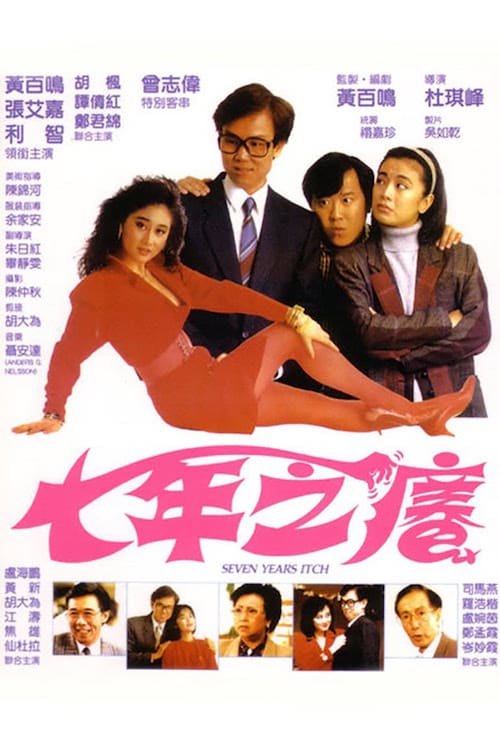 黃百鳴
張艾嘉
利智
領銜主演
胡楓
譚倩紅
鄭君綿
聯合主演
曾志偉
特別客串
監製·編劇
黃百鳴
統籌
禤嘉珍
導演
杜琪峰
製片
吳如乾
美術指導
陳錦河
服裝指導
余家安
副導演
朱日紅
畢靜雯
攝影
陳仲秋
剪接
胡大為
音樂
聶安達
(ANDERS G.
NELSSON)
七年之癢
SEVEN YEARS ITCH
盧海鵬
黃新
胡大為
江濤
焦雄
仙杜拉
聯合主演
司馬燕
羅浩楷
盧婉茵
鄭孟霞
岑妙霞
聯合主演